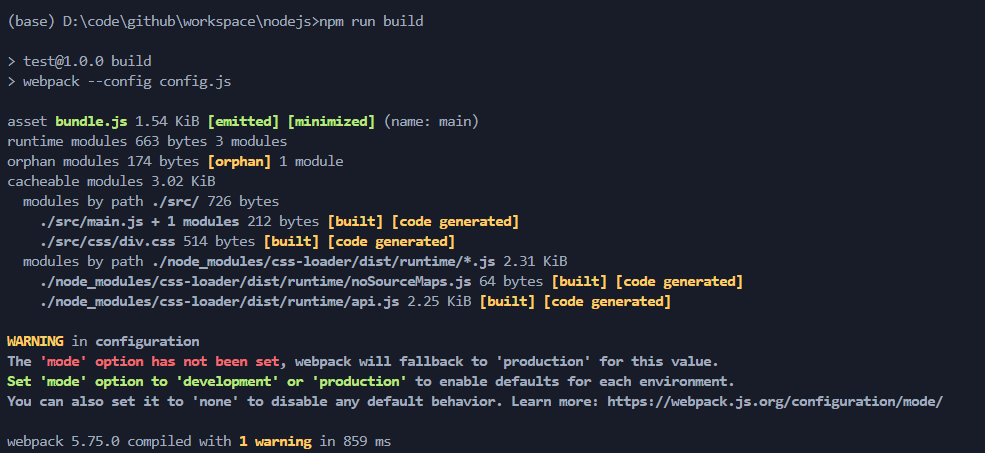 (base) D:\code\github\workspace\nodejs>npm run build
> test@1.0.0 build
> webpack --config config.js
asset bundle.js 1.54 KiB [emitted] [minimized] (name: main)
runtime modules 663 bytes 3 modules
orphan modules 174 bytes [orphan] 1 module
cacheable modules 3.02 KiB
modules by path ./src/ 726 bytes
./src/main.js + 1 modules 212 bytes [built] [code generated]
./src/css/div.css 514 bytes [built] [code generated]
modules by path ./node_modules/css-loader/dist/runtime/*.js 2.31 KiB
./node_modules/css-loader/dist/runtime/noSourceMaps.js 64 bytes [built] [code generated]
./node_modules/css-loader/dist/runtime/api.js 2.25 KiB [built] [code generated]
WARNING in configuration
The 'mode' option has not been set, webpack will fallback to 'production' for this value.
Set 'mode' option to 'development' or 'production' to enable defaults for each environment.
You can also set it to 'none' to disable any default behavior. Learn more: https://webpack.js.org/configuration/mode/
webpack 5.75.0 compiled with 1 warning in 859 ms